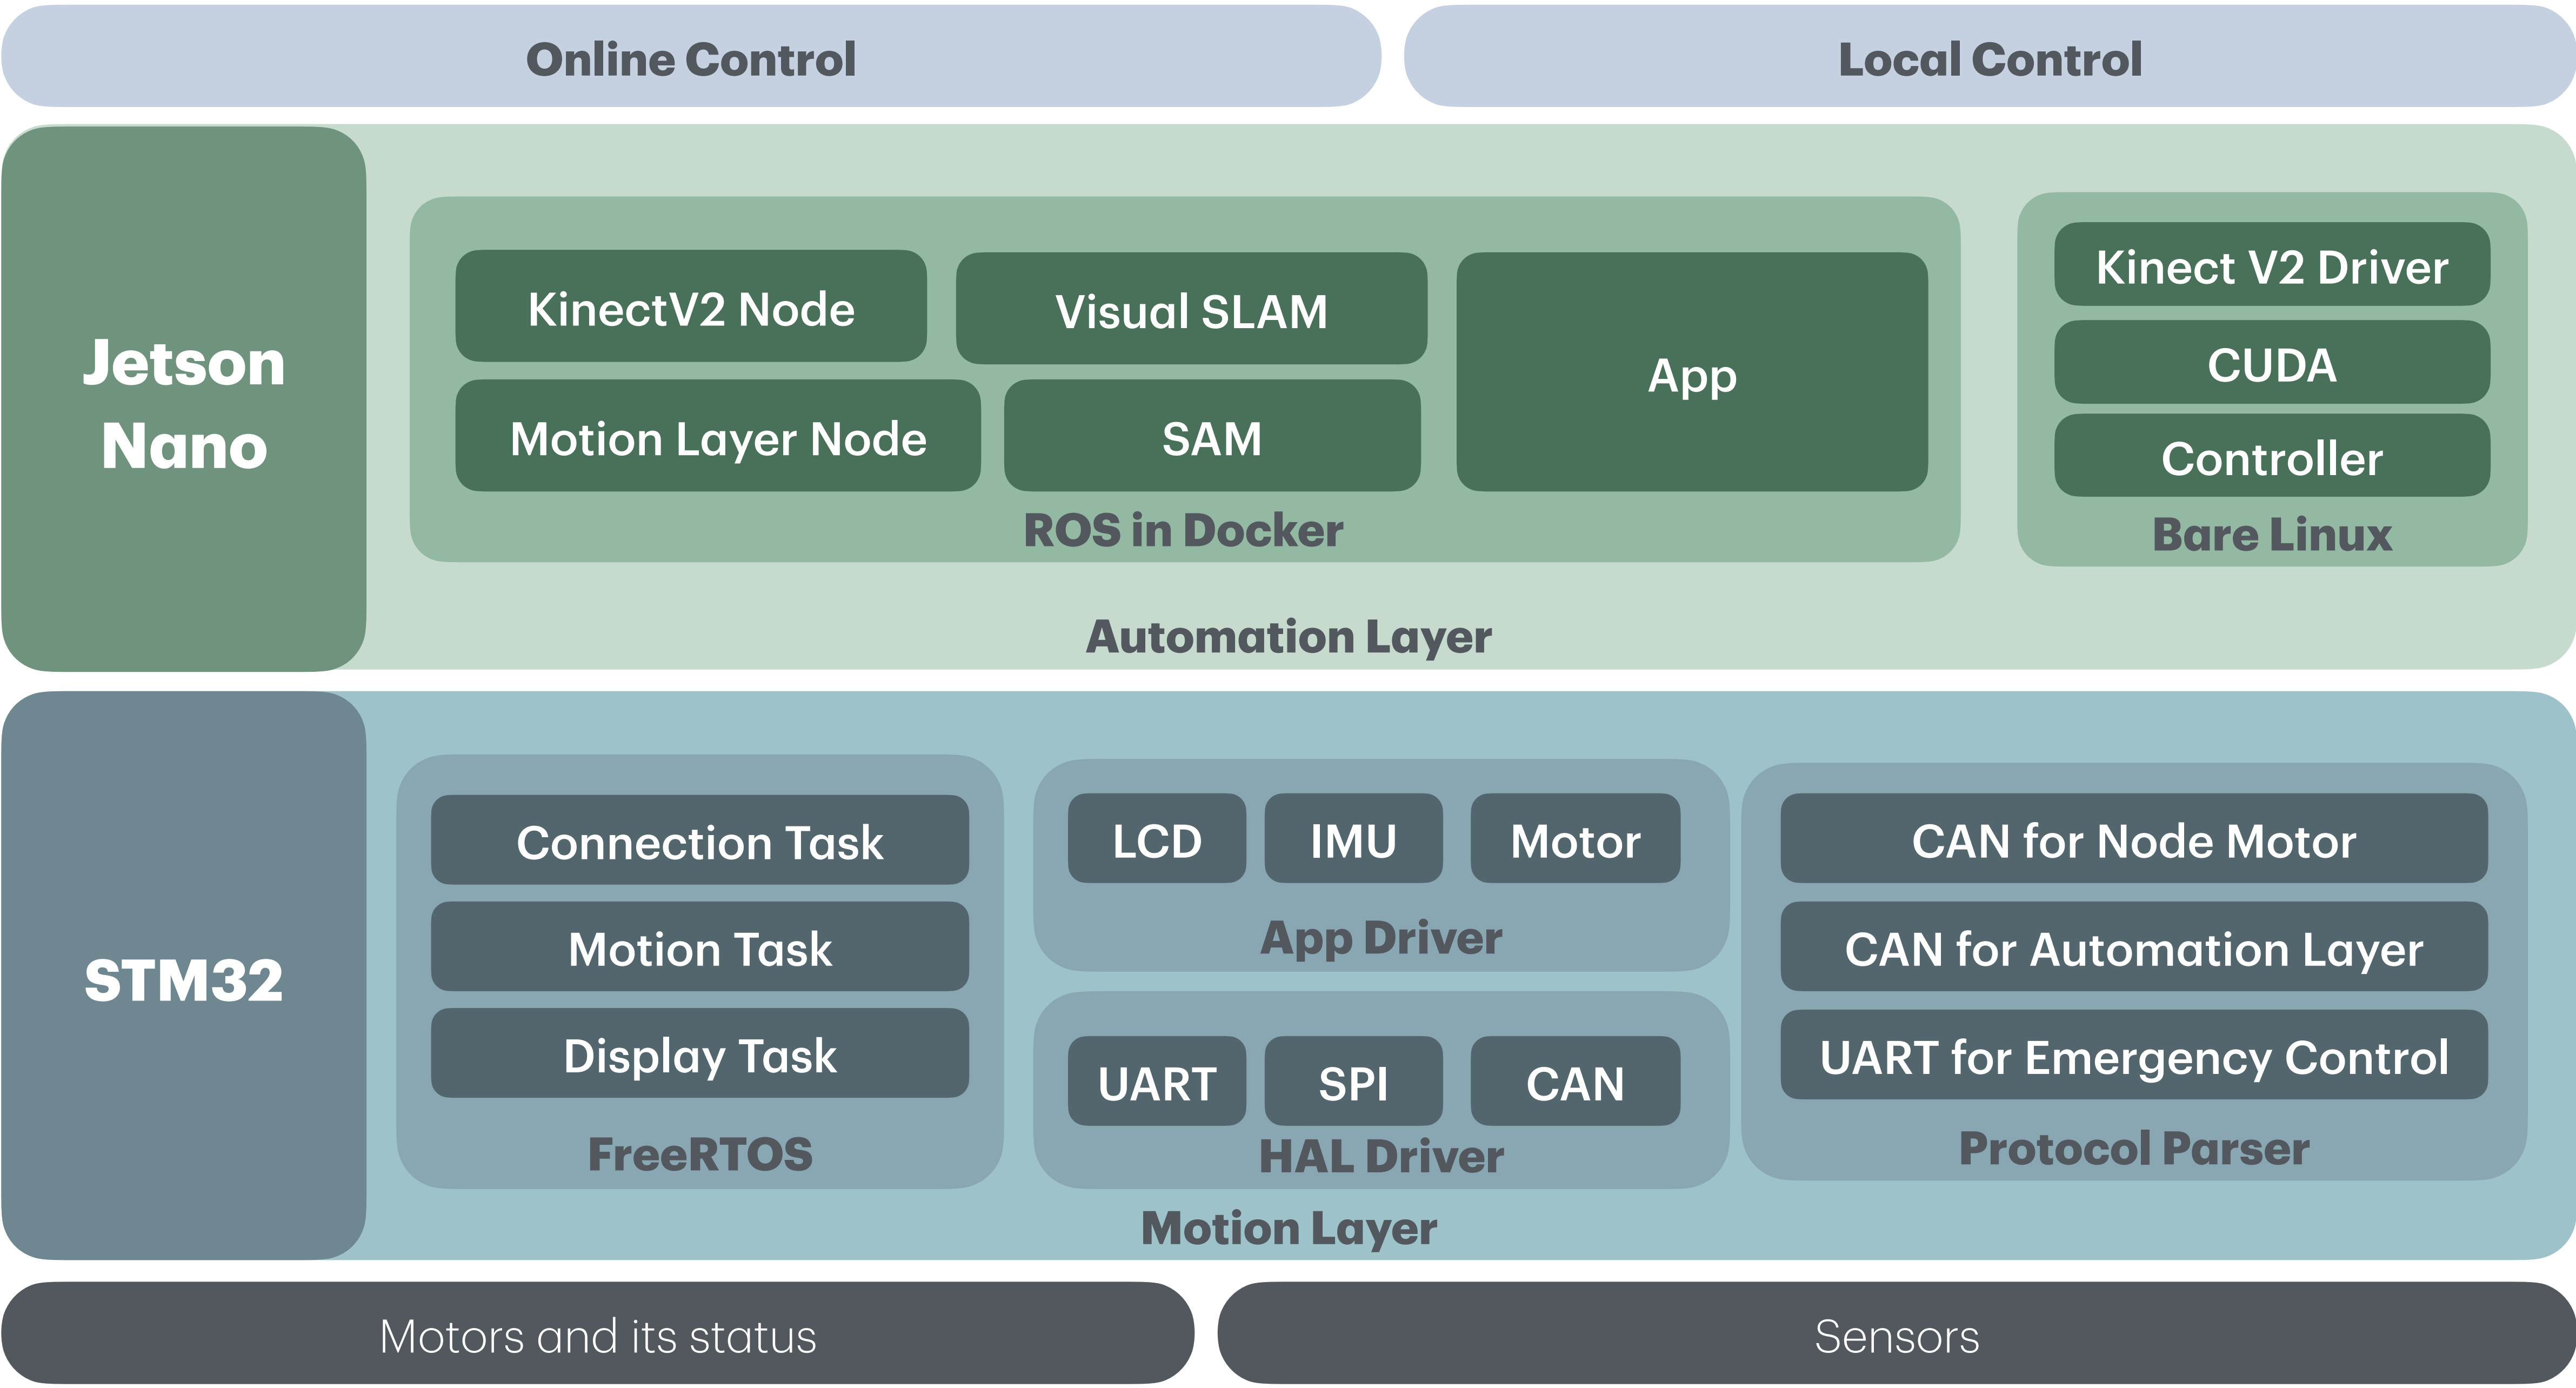 Online Control
Local Control
Jetson
Nano
KinectV2 Node
Visual SLAM
App
Motion Layer Node
SAM
ROS in Docker
Kinect V2 Driver
CUDA
Controller
Bare Linux
Automation Layer
STM32
Connection Task
Motion Task
Display Task
FreeRTOS
LCD
IMU
Motor
App Driver
UART
SPI
CAN
HAL Driver
CAN for Node Motor
CAN for Automation Layer
UART for Emergency Control
Protocol Parser
Motion Layer
Motors and its status
Sensors